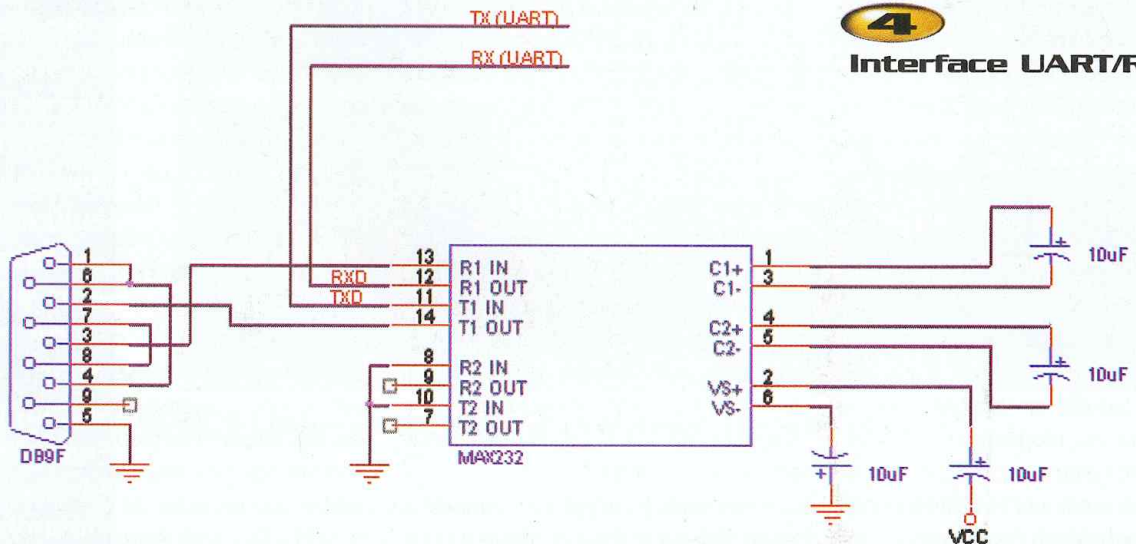 TX (UART)
RX (UART)
4
Interface UART/R
1
6
2
7
3
8
4
9
5
DB9F
RXD
TXD
13
12
11
14
8
9
10
7
R1 IN
R1 OUT
T1 IN
T1 OUT
R2 IN
R2 OUT
T2 IN
T2 OUT
MAX232
C1+
C1-
C2+
C2-
VS+
VS-
1
3
4
5
2
6
+
10uF
+
10uF
+
10uF
+
10uF
VCC